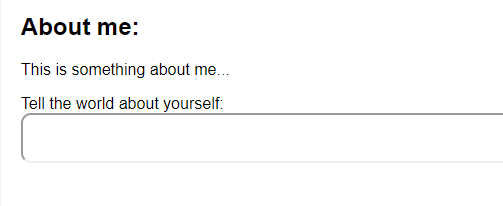 About me:
This is something about me...
Tell the world about yourself: